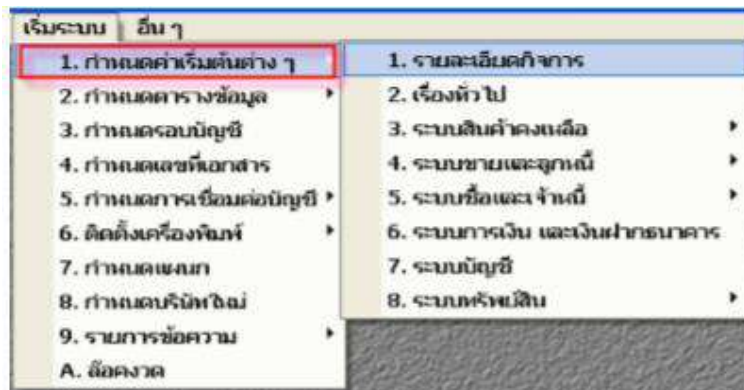 เริ่มระบบ อื่น ๆ
1. กำหนดค่าเริ่มต้นต่าง ๆ
2. กำหนดตารางข้อมูล
3. กำหนดรอบบัญชี
4. กำหนดเลขที่เอกสาร
5. กำหนดการเชื่อมต่อบัญชี
6. ติดตั้งเครื่องพิมพ์
7. กำหนดแผนก
8. กำหนดบริษัทใหม่
9. รายการข้อความ
A. ล๊อคงวด
1. รายละเอียดกิจการ
2. เรื่องทั่วไป
3. ระบบสินค้าคงเหลือ
4. ระบบขายและลูกหนี้
5. ระบบซื้อและเจ้าหนี้
6. ระบบการเงิน และเงินฝากธนาคาร
7. ระบบบัญชี
8. ระบบทรัพย์สิน